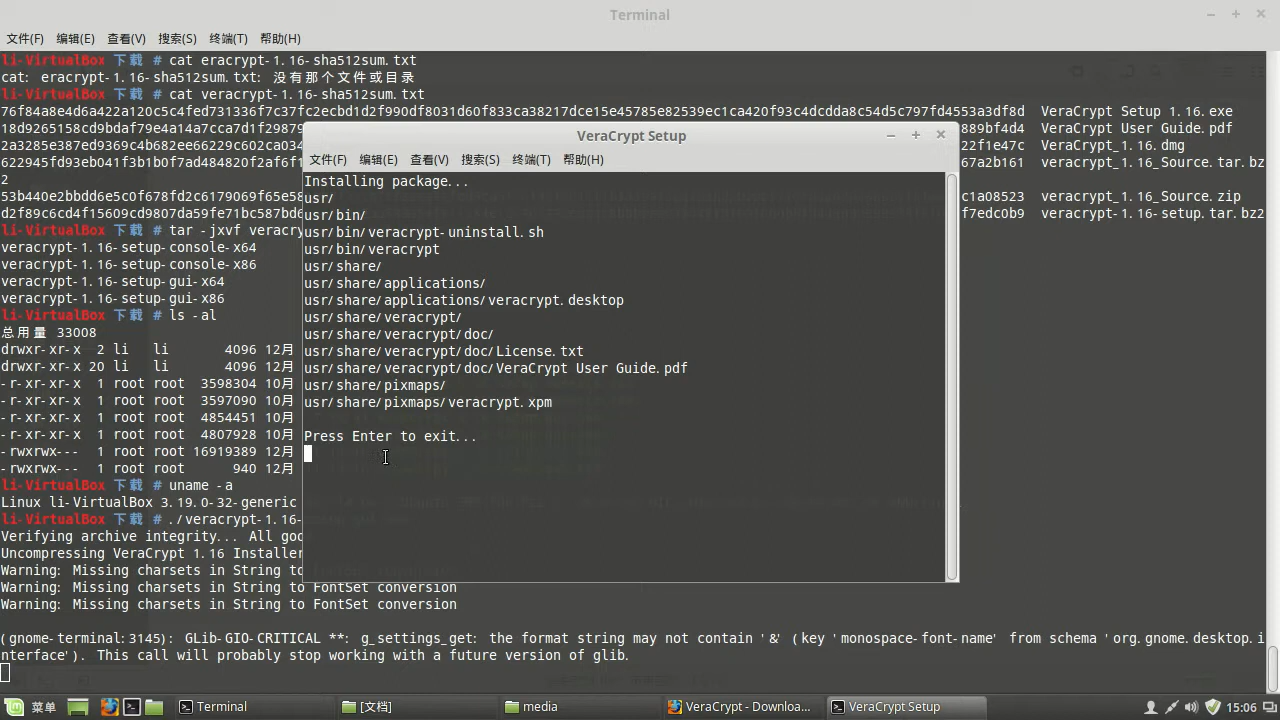 Terminal
文件(F) 编辑(E) 查看(V) 搜索(S) 终端(T) 帮助(H)
li-VirtualBox 下载 # cat eracrypt-1.16-sha512sum.txt
cat: eracrypt-1.16-sha512sum.txt: 没有那个文件或目录
li-VirtualBox 下载 # cat veracrypt-1.16-sha512sum.txt
76f84a8e4d6a422a120c5c4fed731336f7c37fc2ecbd1d2f990df8031d60f833ca38217dce15e45785e82539ec1ca420f93c4dcdda8c54d5c797fd4553a3df8d VeraCrypt Setup 1.16.exe
18d9265158cd9bdaf79e4a14a7cca7d1f29879 889bf4d4 VeraCrypt User Guide.pdf
2a3285e387ed9369c4b682ee66229c602ca034 22f1e47c VeraCrypt_1.16.dmg
622945fd93eb041f3b1b0f7ad484820f2af6f1 67a2b161 veracrypt_1.16_Source.tar.bz
2
53b440e2bbdd6e5c0f678fd2c6179069f65e58 c1a08523 veracrypt_1.16_Source.zip
d2f89c6cd4f15609cd9807da59fe71bc587bd6 f7edc0b9 veracrypt-1.16-setup.tar.bz2
li-VirtualBox 下载 # tar -jxvf veracry
veracrypt-1.16-setup-console-x64
veracrypt-1.16-setup-console-x86
veracrypt-1.16-setup-gui-x64
veracrypt-1.16-setup-gui-x86
li-VirtualBox 下载 # ls -al
总用量 33008
drwxr-xr-x 2 li li 4096 12月
drwxr-xr-x 20 li li 4096 12月
-r-xr-xr-x 1 root root 3598304 10月
-r-xr-xr-x 1 root root 3597090 10月
-r-xr-xr-x 1 root root 4854451 10月
-r-xr-xr-x 1 root root 4807928 10月
-rwxrwx--- 1 root root 16919389 12月
-rwxrwx--- 1 root root 940 12月
li-VirtualBox 下载 # uname -a
Linux li-VirtualBox 3.19.0-32-generic
li-VirtualBox 下载 # ./veracrypt-1.16-
Verifying archive integrity... All goo
Uncompressing VeraCrypt 1.16 Installer
Warning: Missing charsets in String to FontSet conversion
Warning: Missing charsets in String to FontSet conversion
Warning: Missing charsets in String to FontSet conversion
(gnome-terminal:3145): GLib-GIO-CRITICAL **: g_settings_get: the format string may not contain '&' (key 'monospace-font-name' from schema 'org.gnome.desktop.i
nterface'). This call will probably stop working with a future version of glib.
VeraCrypt Setup
文件(F) 编辑(E) 查看(V) 搜索(S) 终端(T) 帮助(H)
Installing package...
usr/
usr/bin/
usr/bin/veracrypt-uninstall.sh
usr/bin/veracrypt
usr/share/
usr/share/applications/
usr/share/applications/veracrypt.desktop
usr/share/veracrypt/
usr/share/veracrypt/doc/
usr/share/veracrypt/doc/License.txt
usr/share/veracrypt/doc/VeraCrypt User Guide.pdf
usr/share/pixmaps/
usr/share/pixmaps/veracrypt.xpm
Press Enter to exit...
菜单 Terminal [文档] media VeraCrypt - Downloa... VeraCrypt Setup 15:06